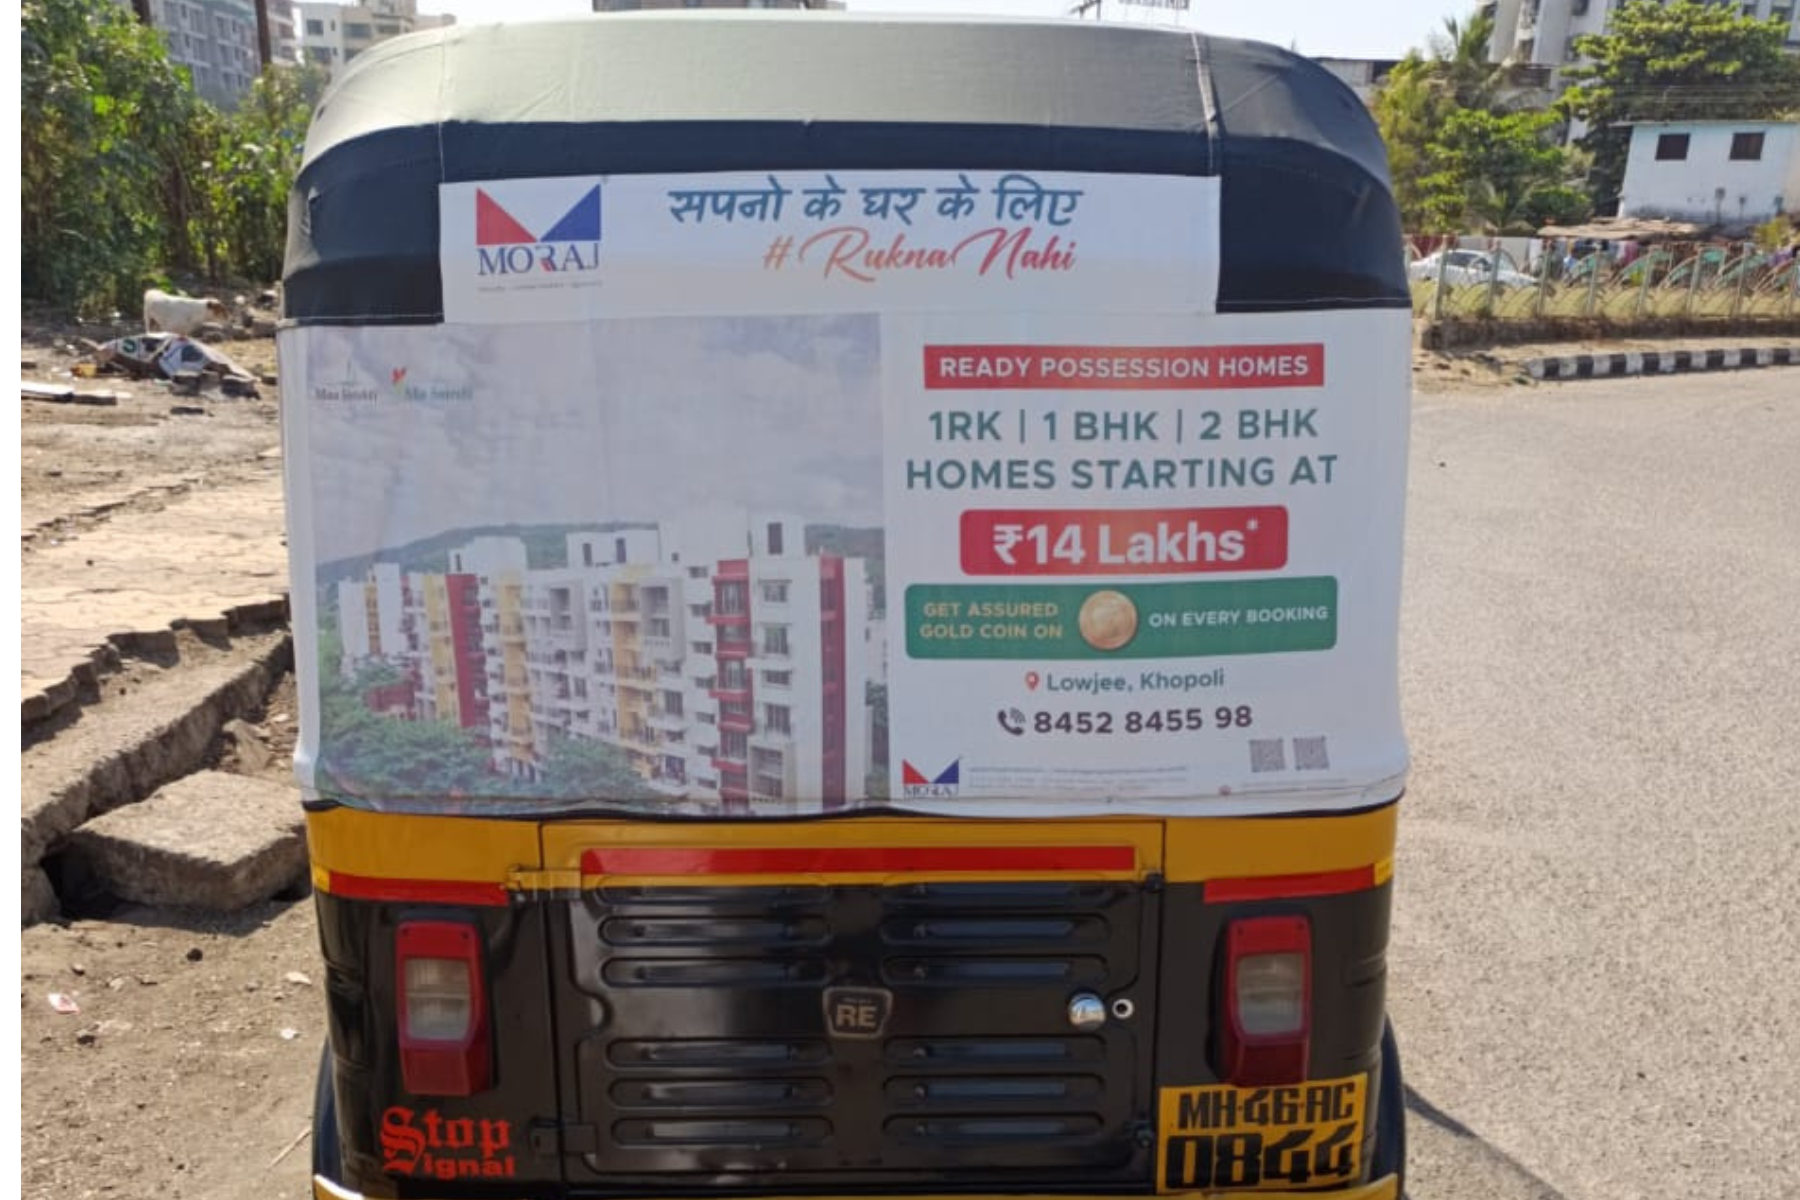 MORAJ
सपनो के घर के लिए
#RuknaNahi
READY POSSESSION HOMES
1RK | 1 BHK | 2 BHK
HOMES STARTING AT
₹14 Lakhs*
GET ASSURED
GOLD COIN ON
ON EVERY BOOKING
Lowjee, Khopoli
8452 8455 98
MORAJ
RE
Stop
Signal
MH-46-AC
0844